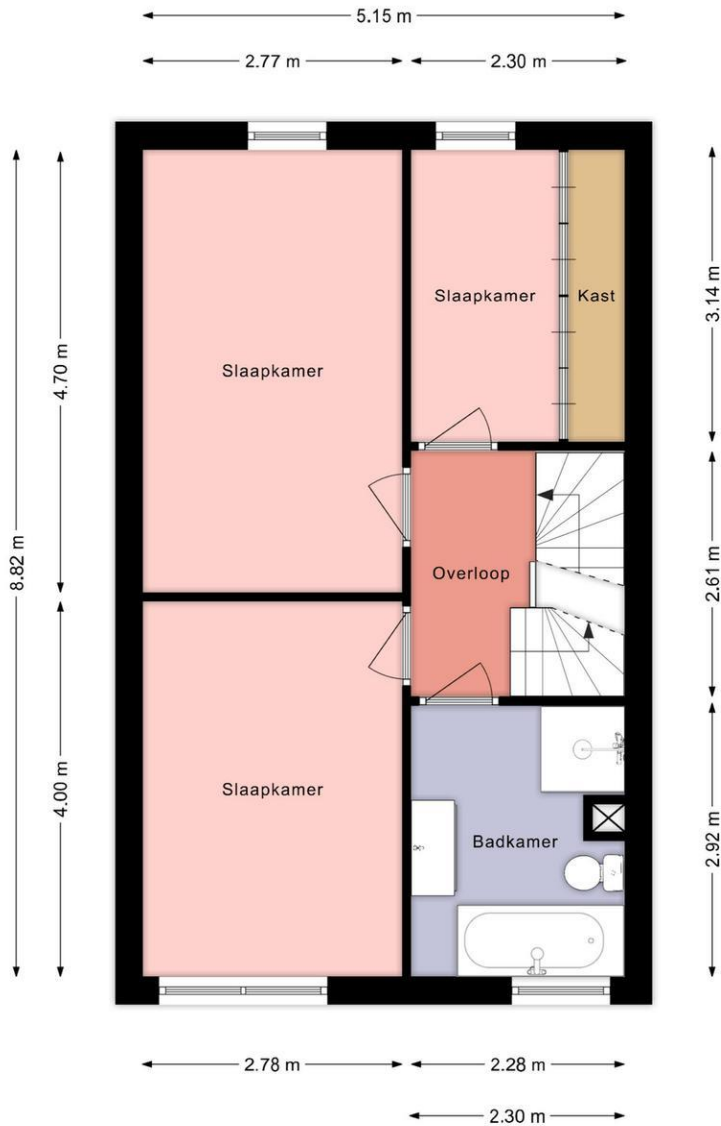 5.15 m
2.77 m
2.30 m
8.82 m
4.70 m
4.00 m
Slaapkamer
Slaapkamer
Kast
3.14 m
Overloop
2.61 m
Slaapkamer
Badkamer
2.92 m
2.78 m
2.28 m
2.30 m